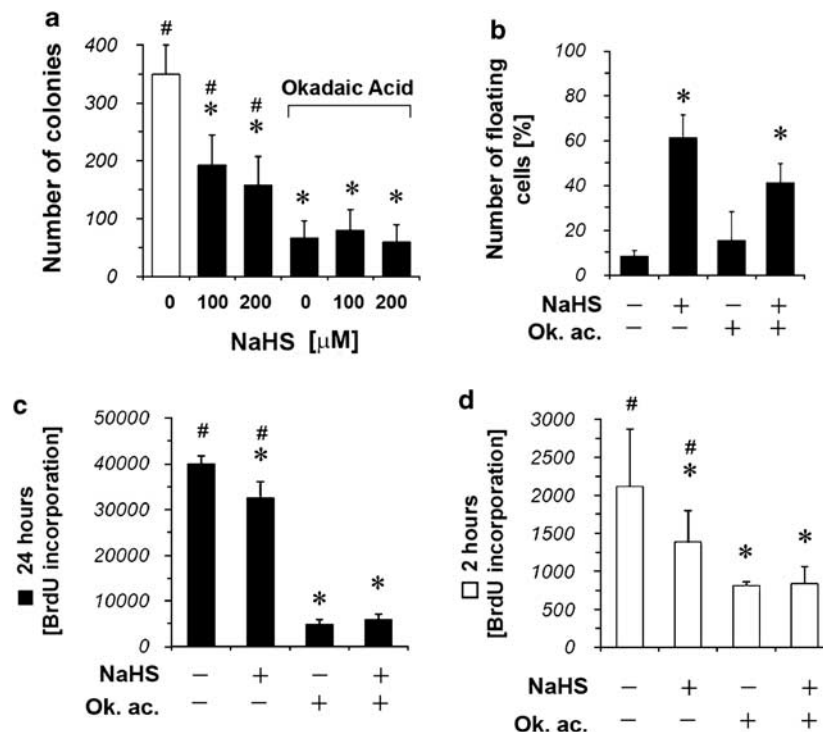 a
Number of colonies
400
300
200
100
0
#
# *
# *
Okadaic Acid
* * *
0 100 200 0 100 200
NaHS [μM]
b
Number of floating
cells [%]
100
80
60
40
20
0
* *
NaHS − + − +
Ok. ac. − − + +
c
■ 24 hours
[BrdU incorporation]
50000
40000
30000
20000
10000
0
# # *
* *
NaHS − + − +
Ok. ac. − − + +
d
□ 2 hours
[BrdU incorporation]
3000
2500
2000
1500
1000
500
0
# # *
* *
NaHS − + − +
Ok. ac. − − + +